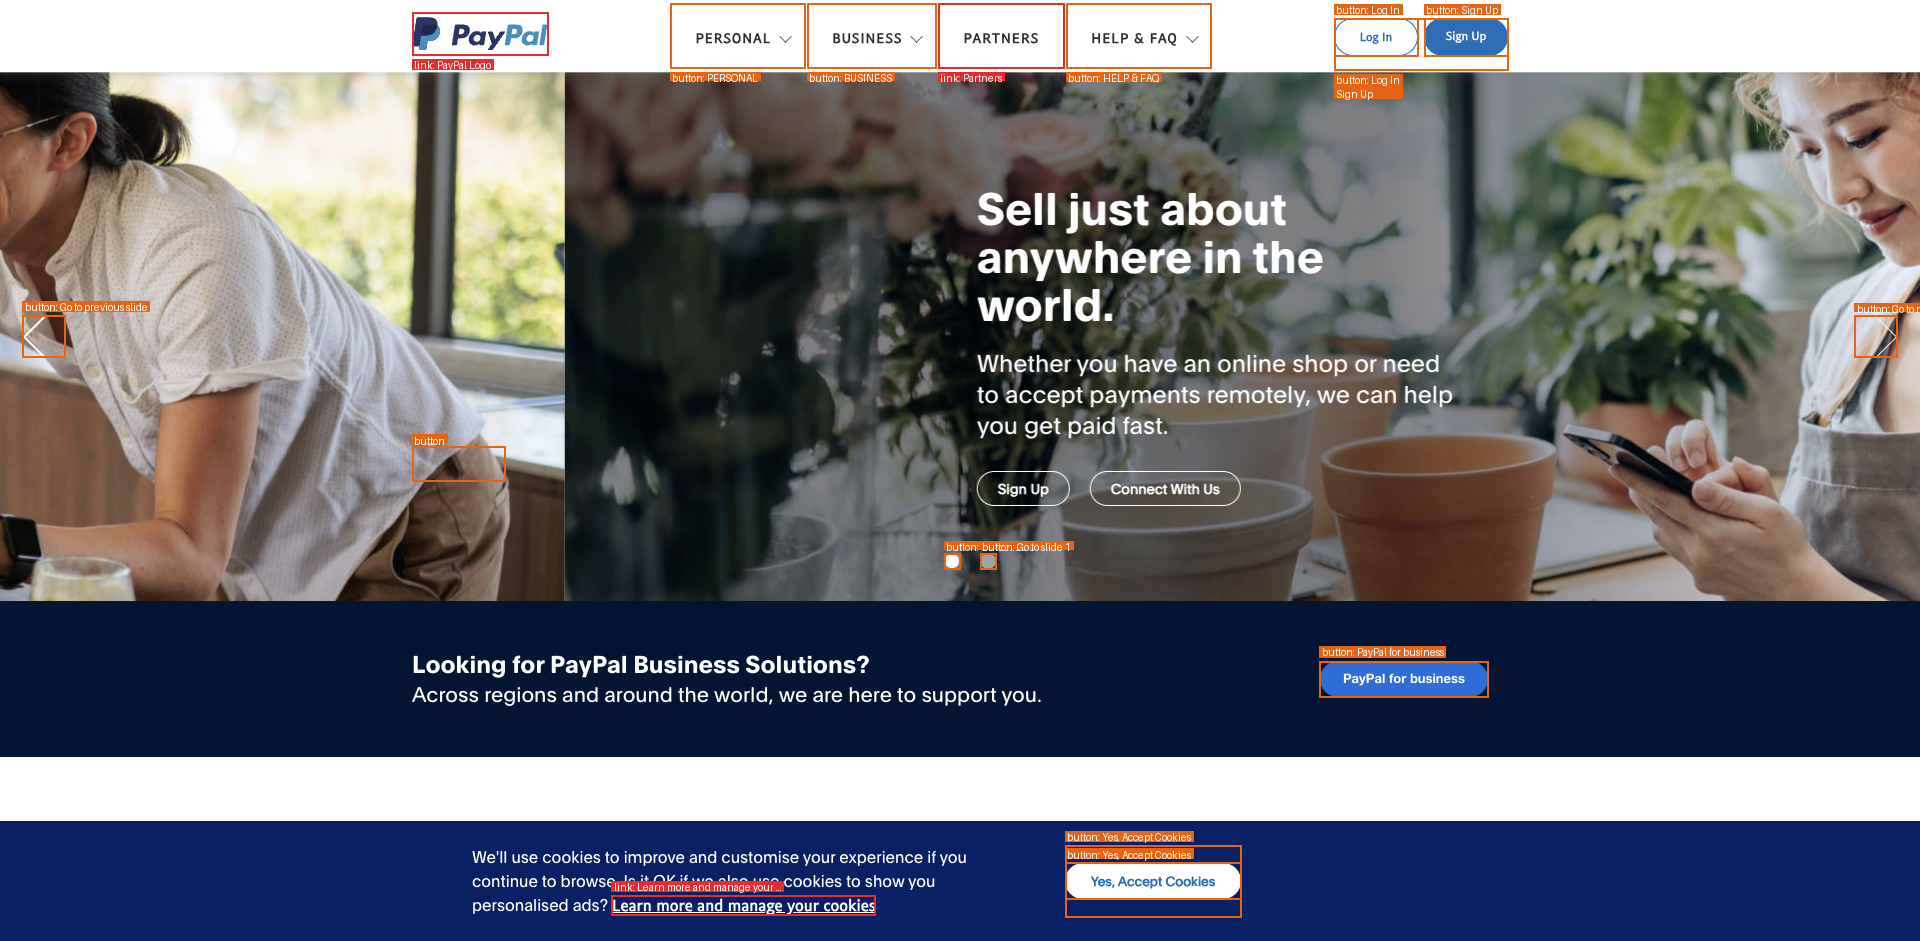 button: Log In
button: Sign Up
PayPal
PERSONAL
BUSINESS
PARTNERS
HELP & FAQ
Log In
Sign Up
link: PayPal Logo
button: PERSONAL
button: BUSINESS
link: Partners
button: HELP & FAQ
button: Log In
Sign Up
Sell just about
anywhere in the
world.
button: Go to previous slide
button: Go to
Whether you have an online shop or need
to accept payments remotely, we can help
you get paid fast.
button
Sign Up
Connect With Us
button:
button: Go to slide 1
Looking for PayPal Business Solutions?
Across regions and around the world, we are here to support you.
button: PayPal for business
PayPal for business
button: Yes, Accept Cookies
button: Yes, Accept Cookies
We'll use cookies to improve and customise your experience if you
continue to browse. Is it OK if we also use cookies to show you
link: Learn more and manage your ...
personalised ads? Learn more and manage your cookies
Yes, Accept Cookies